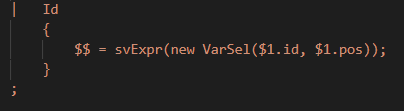 |   Id
    {
        $$ = svExpr(new VarSel($1.id, $1.pos));
    }
;